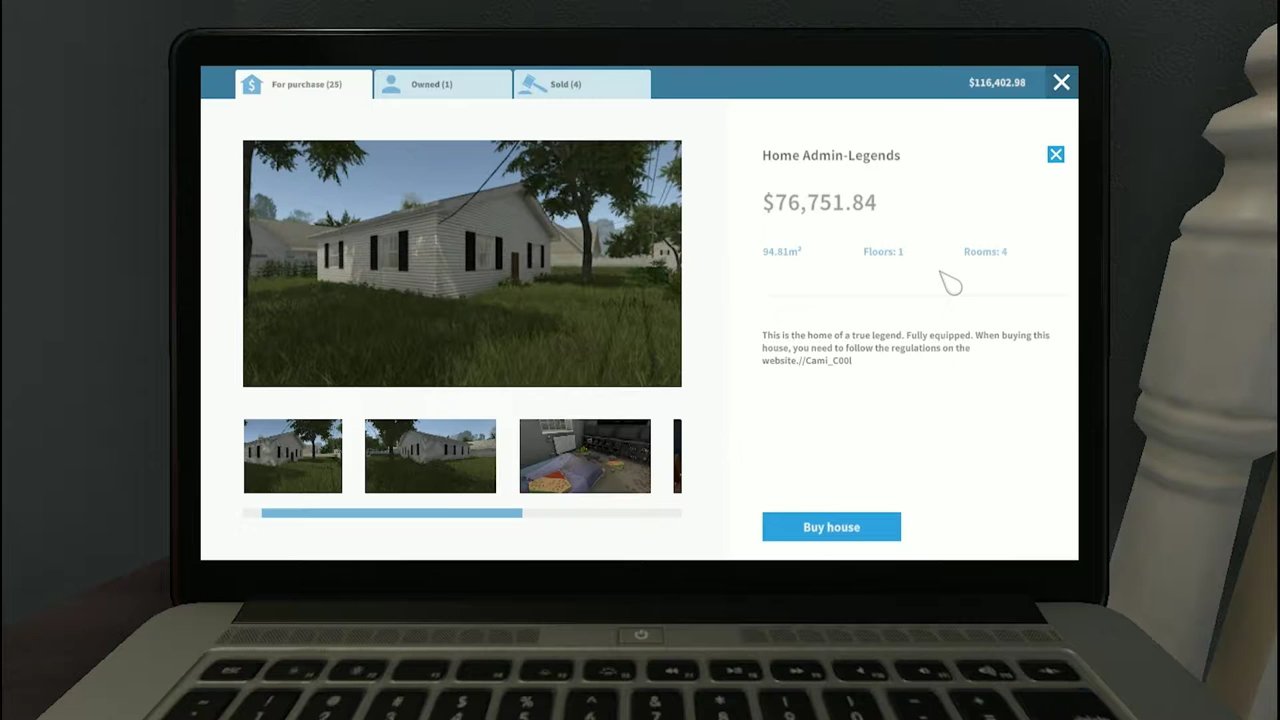 For purchase (25)
Owned (1)
Sold (4)
$116,402.98
Home Admin-Legends
$76,751.84
94.81m²
Floors: 1
Rooms: 4
This is the home of a true legend. Fully equipped. When buying this
house, you need to follow the regulations on the
website.//Cami_C00l
Buy house